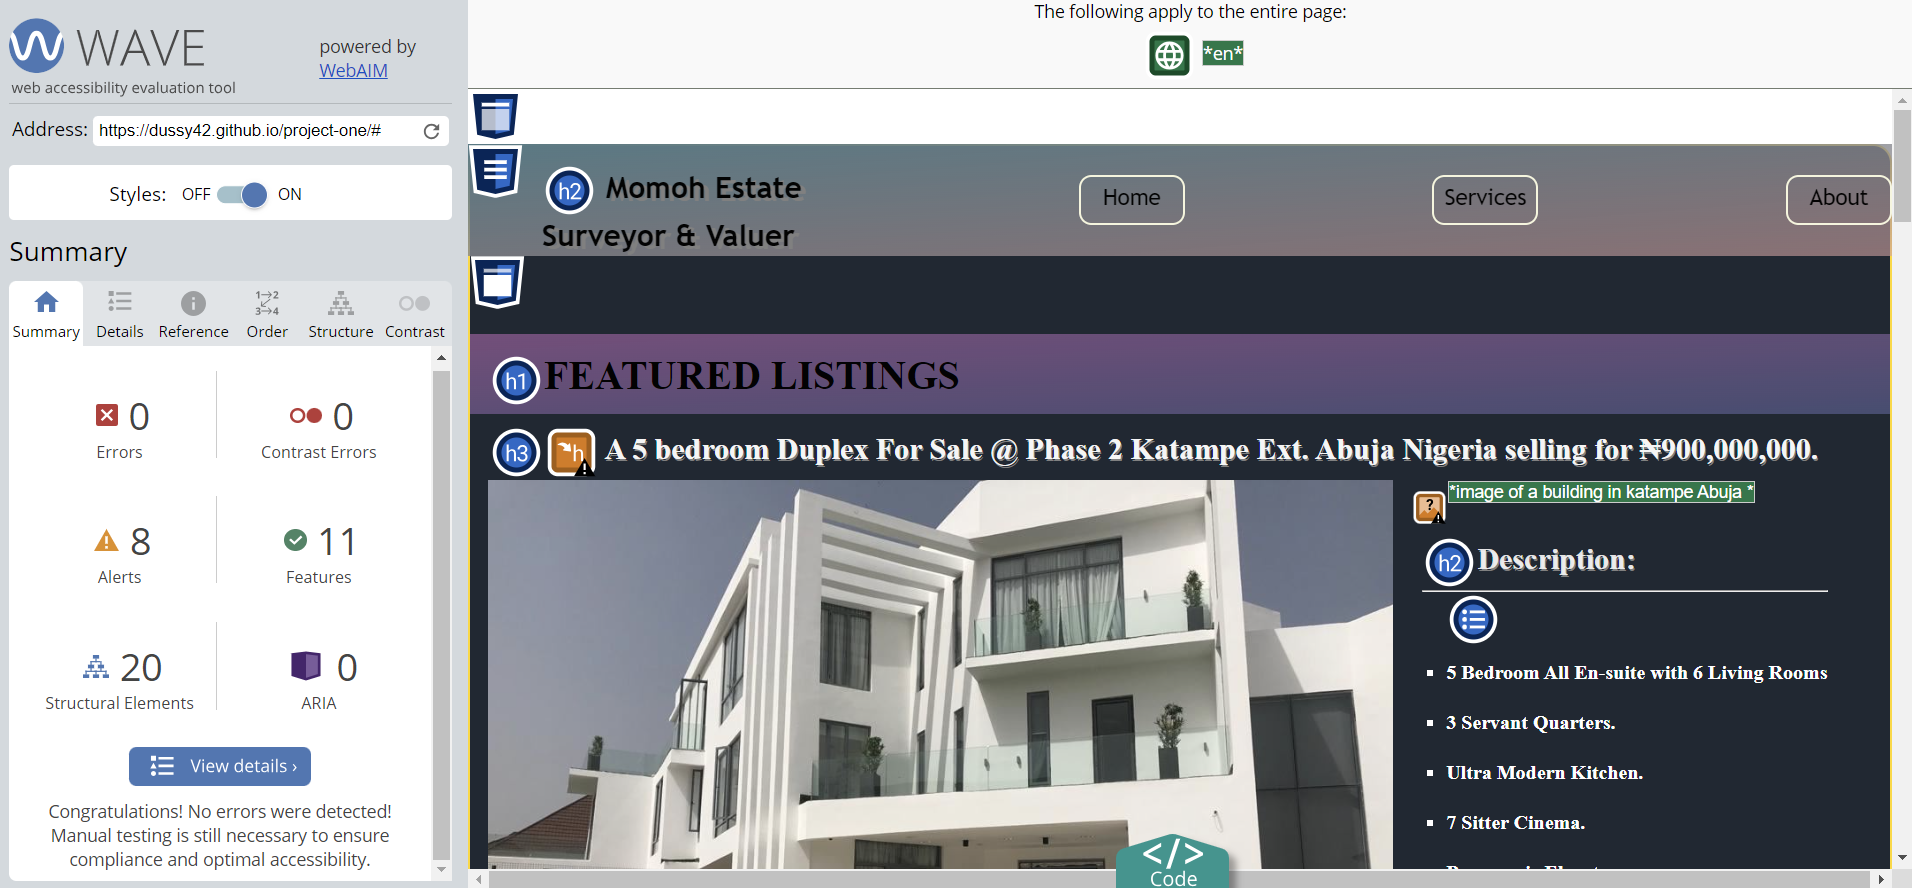 WAVE
powered by
WebAIM
web accessibility evaluation tool
Address: https://dussy42.github.io/project-one/#
Styles: OFF ON
Summary
Summary Details Reference Order Structure Contrast
0 0
Errors Contrast Errors
8 11
Alerts Features
20 0
Structural Elements ARIA
View details ›
Congratulations! No errors were detected!
Manual testing is still necessary to ensure
compliance and optimal accessibility.
The following apply to the entire page:
*en*
h2 Momoh Estate
Surveyor & Valuer
Home Services About
h1 FEATURED LISTINGS
h3 h A 5 bedroom Duplex For Sale @ Phase 2 Katampe Ext. Abuja Nigeria selling for ₦900,000,000.
? *image of a building in katampe Abuja *
h2 Description:
5 Bedroom All En-suite with 6 Living Rooms
3 Servant Quarters.
Ultra Modern Kitchen.
7 Sitter Cinema.
</> Code